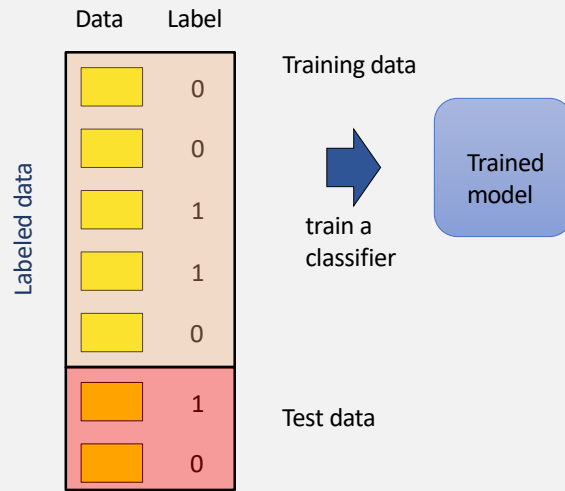 Data Label
Training data
0
0
1
1
0
1
0
Labeled data
train a
classifier
Trained
model
Test data